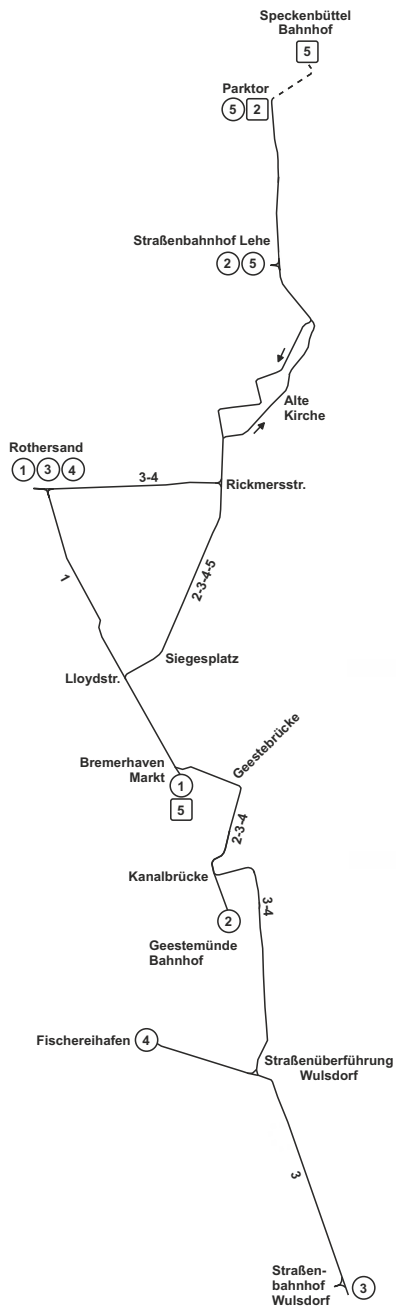 Speckenbüttel
Bahnhof
5
Parktor
5 2
Straßenbahnhof Lehe
2 5
Alte
Kirche
Rothersand
1 3 4
3-4
Rickmersstr.
1
2-3-4-5
Siegesplatz
Lloydstr.
Bremerhaven
Markt
1
5
Geestebrücke
2-3-4
Kanalbrücke
3-4
2
Geestemünde
Bahnhof
Fischereihafen 4
Straßenüberführung
Wulsdorf
3
Straßen-
bahnhof
Wulsdorf
3